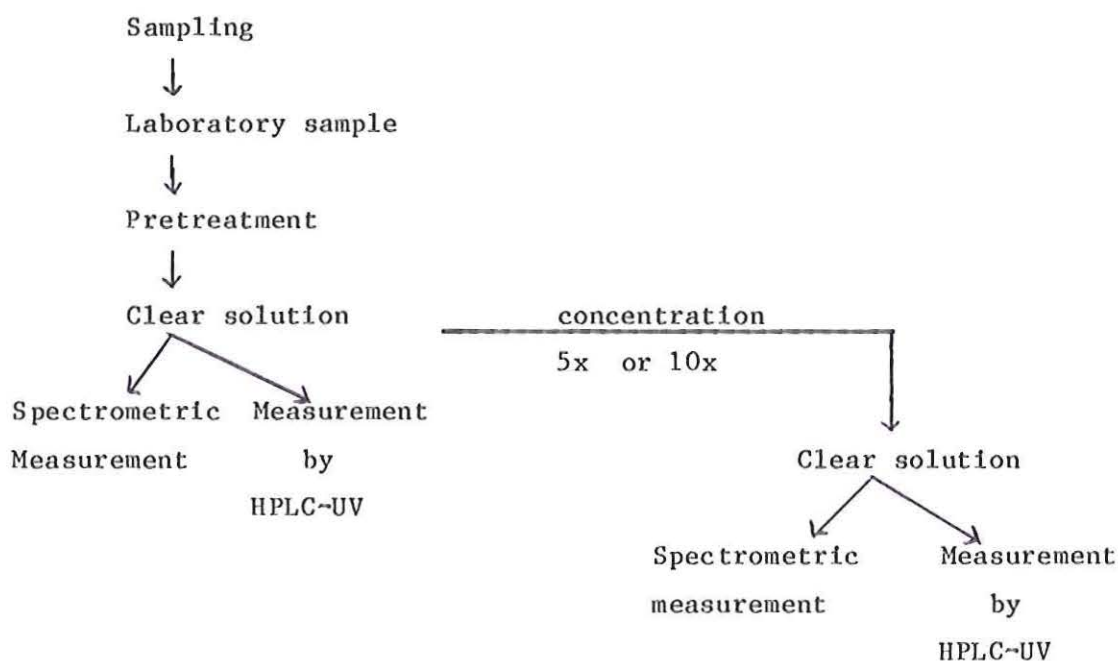 Sampling
Laboratory sample
Pretreatment
Clear solution
concentration
5x or 10x
Spectrometric
Measurement
Measurement
by
HPLC-UV
Clear solution
Spectrometric
measurement
Measurement
by
HPLC-UV